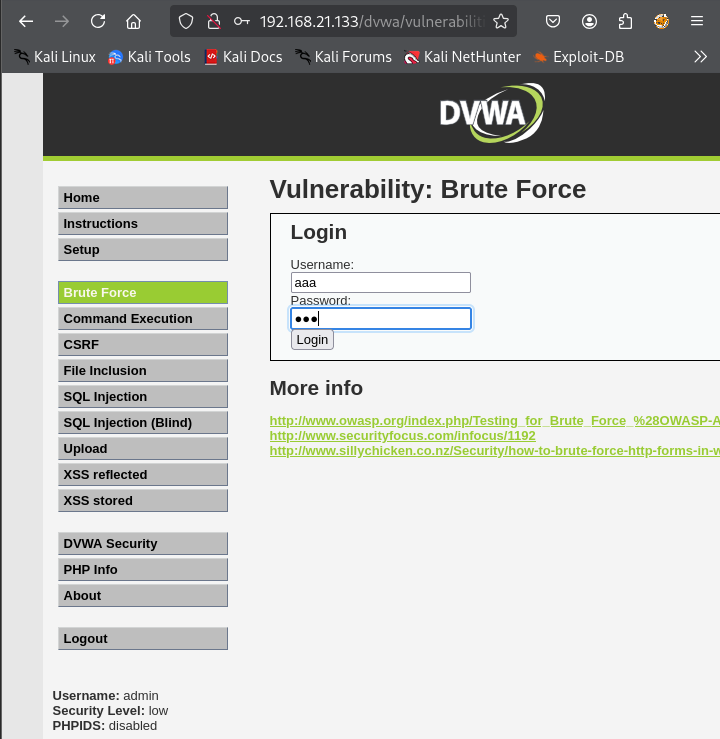 192.168.21.133/dvwa/vulnerabiliti
Kali Linux Kali Tools Kali Docs Kali Forums Kali NetHunter Exploit-DB
DVWA
Home
Instructions
Setup
Brute Force
Command Execution
CSRF
File Inclusion
SQL Injection
SQL Injection (Blind)
Upload
XSS reflected
XSS stored
DVWA Security
PHP Info
About
Logout
Username: admin
Security Level: low
PHPIDS: disabled
Vulnerability: Brute Force
Login
Username:
aaa
Password:
●●●
Login
More info
http://www.owasp.org/index.php/Testing_for_Brute_Force_%28OWASP-A
http://www.securityfocus.com/infocus/1192
http://www.sillychicken.co.nz/Security/how-to-brute-force-http-forms-in-w